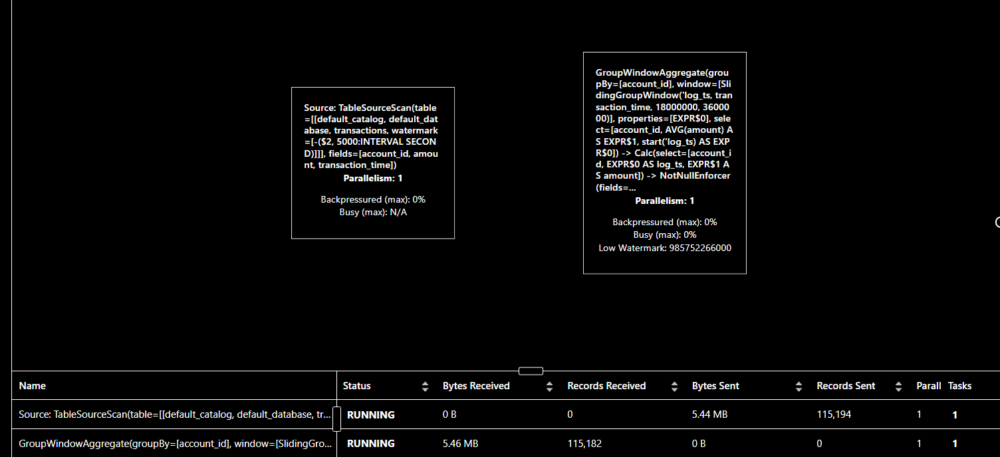 Source: TableSourceScan(table
=[[default_catalog, default_dat
abase, transactions, watermark
=[-($2, 5000:INTERVAL SECON
D)]]], fields=[account_id, amou
nt, transaction_time])
Parallelism: 1
Backpressured (max): 0%
Busy (max): N/A
GroupWindowAggregate(grou
pBy=[account_id], window=[Sli
dingGroupWindow('log_ts, tran
saction_time, 18000000, 36000
00)], properties=[EXPR$0], sele
ct=[account_id, AVG(amount) A
S EXPR$1, start('log_ts) AS EXP
R$0]) -> Calc(select=[account_i
d, EXPR$0 AS log_ts, EXPR$1 A
S amount]) -> NotNullEnforcer
(fields=...
Parallelism: 1
Backpressured (max): 0%
Busy (max): 0%
Low Watermark: 985752266000
Name Status Bytes Received Records Received Bytes Sent Records Sent Parall Tasks
Source: TableSourceScan(table=[[default_catalog, default_database, tr... RUNNING 0 B 0 5.44 MB 115,194 1 1
GroupWindowAggregate(groupBy=[account_id], window=[SlidingGro... RUNNING 5.46 MB 115,182 0 B 0 1 1